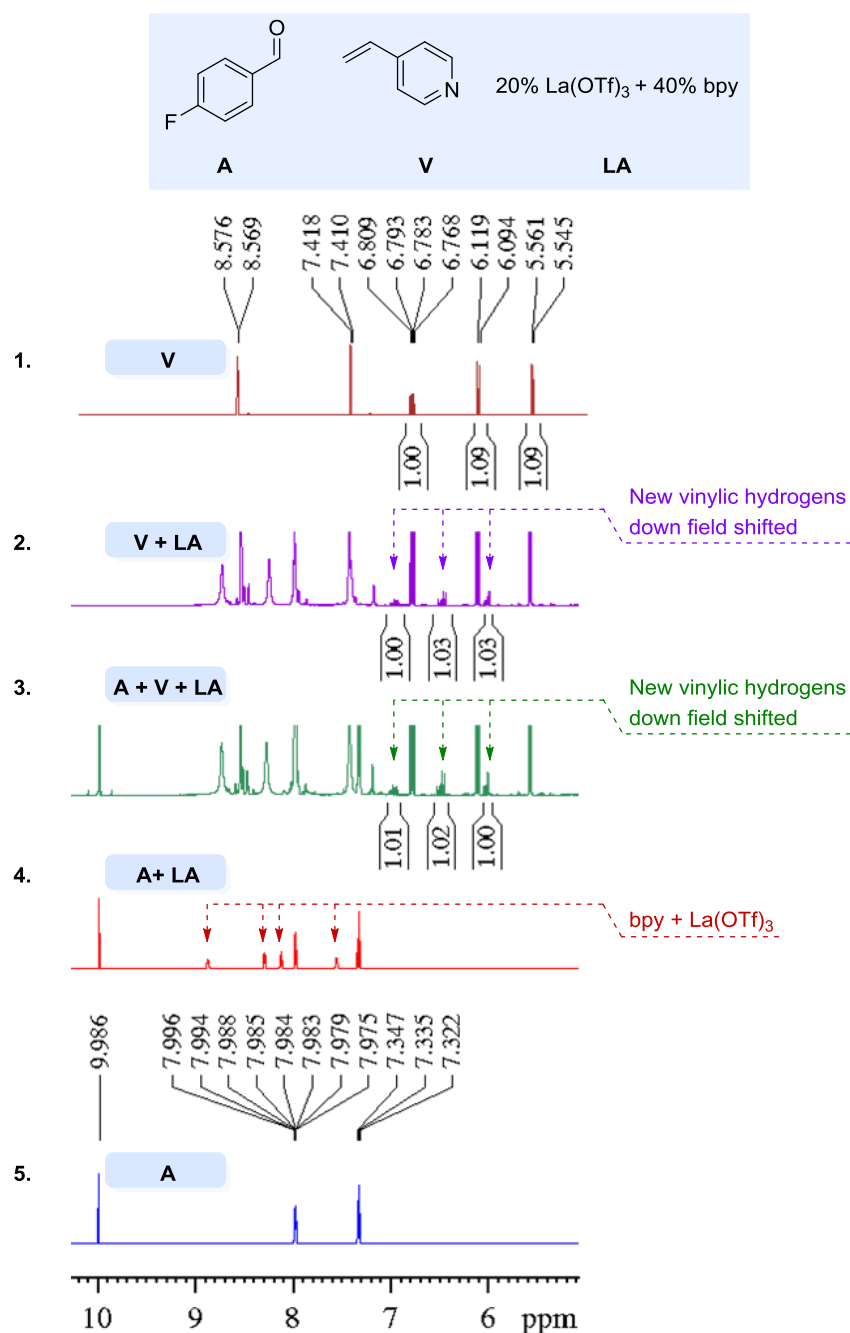 O
F
N
20% La(OTf)3 + 40% bpy
A
V
LA
8.576
8.569
7.418
7.410
6.809
6.793
6.783
6.768
6.119
6.094
5.561
5.545
1.
V
1.00
1.09
1.09
New vinylic hydrogens
down field shifted
2.
V + LA
1.00
1.03
1.03
New vinylic hydrogens
down field shifted
3.
A + V + LA
1.01
1.02
1.00
4.
A+ LA
bpy + La(OTf)3
9.986
7.996
7.994
7.988
7.985
7.984
7.983
7.979
7.975
7.347
7.335
7.322
5.
A
10 9 8 7 6 ppm